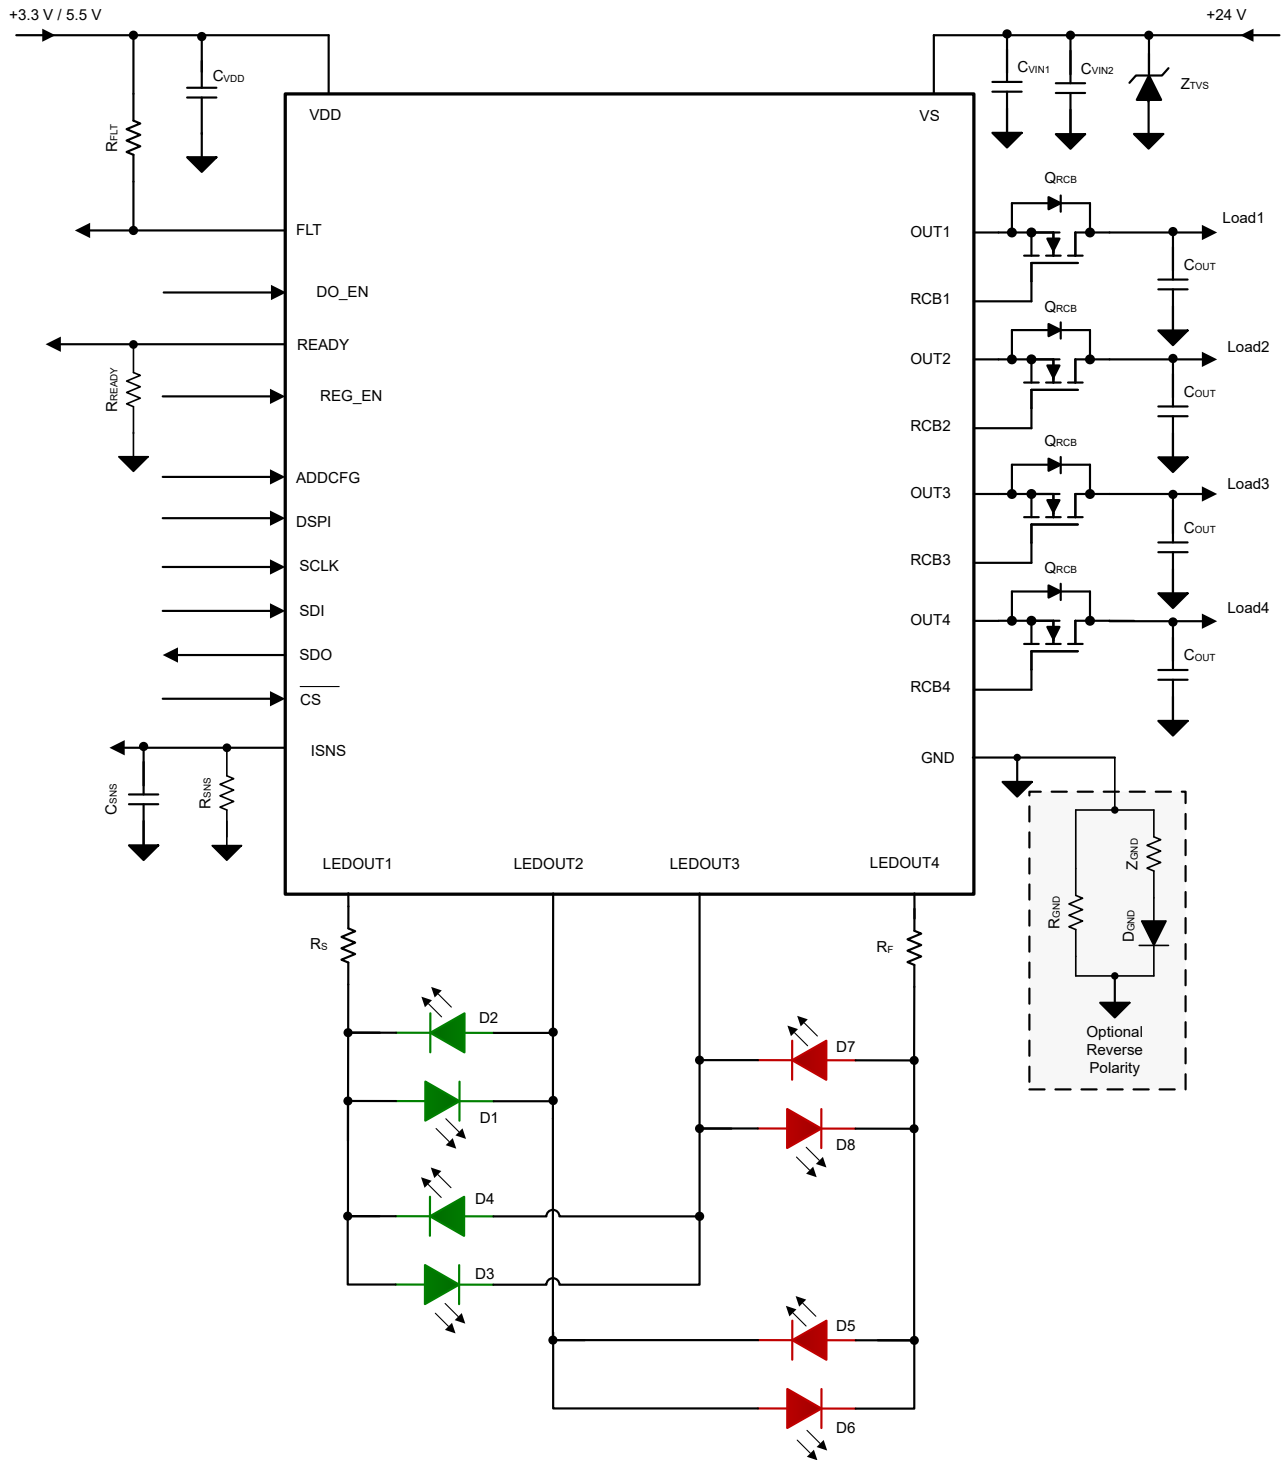 +3.3 V / 5.5 V
+24 V
CVDD
CVIN1
CVIN2
ZTVS
RFLT
VDD
VS
QRCB
FLT
OUT1
Load1
COUT
DO_EN
RCB1
QRCB
READY
OUT2
Load2
RREADY
REG_EN
COUT
RCB2
QRCB
ADDCFG
OUT3
Load3
DSPI
COUT
SCLK
RCB3
QRCB
SDI
OUT4
Load4
SDO
COUT
CS
RCB4
ISNS
GND
CSNS
RSNS
LEDOUT1
LEDOUT2
LEDOUT3
LEDOUT4
ZGND
RGND
DGND
RS
RF
D2
D7
Optional
Reverse
Polarity
D1
D8
D4
D3
D5
D6